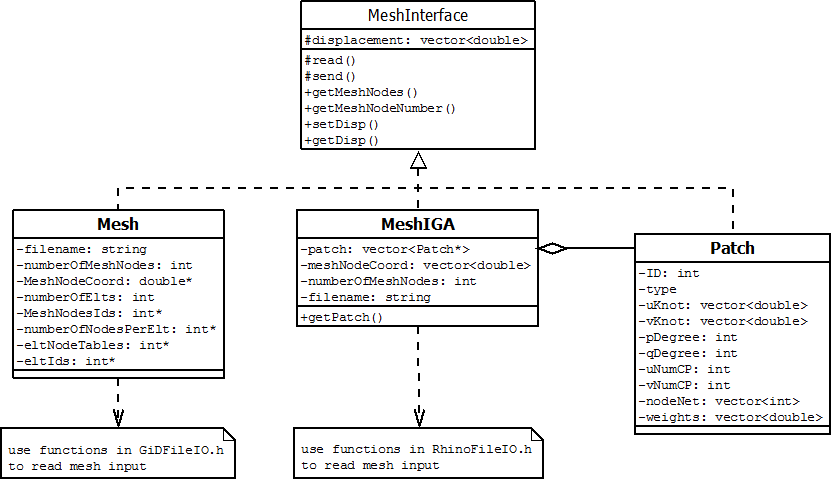 MeshInterface
#displacement: vector<double>
#read()
#send()
+getMeshNodes()
+getMeshNodeNumber()
+setDisp()
+getDisp()
Mesh
-filename: string
-numberOfMeshNodes: int
-MeshNodeCoord: double*
-numberOfElts: int
-MeshNodesIds: int*
-numberOfNodesPerElt: int*
-eltNodeTables: int*
-eltIds: int*
MeshIGA
-patch: vector<Patch*>
-meshNodeCoord: vector<double>
-numberOfMeshNodes: int
-filename: string
+getPatch()
Patch
-ID: int
-type
-uKnot: vector<double>
-vKnot: vector<double>
-pDegree: int
-qDegree: int
-uNumCP: int
-vNumCP: int
-nodeNet: vector<int>
-weights: vector<double>
use functions in GiDFileIO.h
to read mesh input
use functions in RhinoFileIO.h
to read mesh input